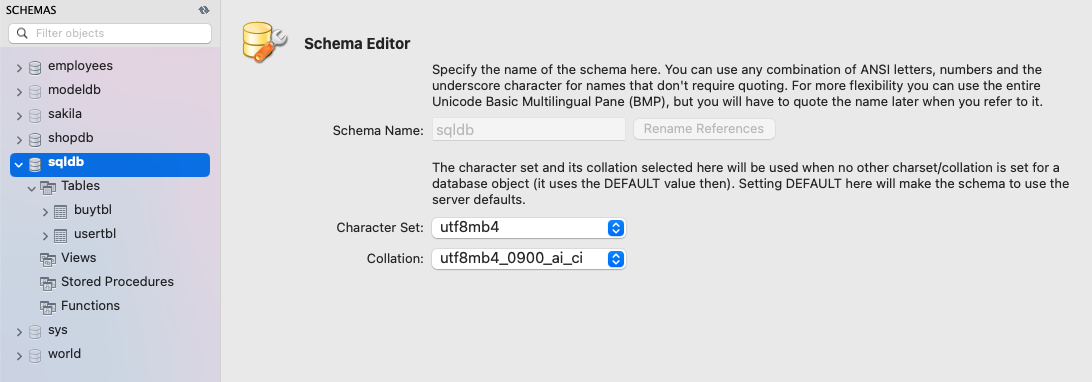 SCHEMAS
Filter objects
employees
modeldb
sakila
shopdb
sqldb
Tables
buytbl
usertbl
Views
Stored Procedures
Functions
sys
world
Schema Editor
Specify the name of the schema here. You can use any combination of ANSI letters, numbers and the
underscore character for names that don't require quoting. For more flexibility you can use the entire
Unicode Basic Multilingual Pane (BMP), but you will have to quote the name later when you refer to it.
Schema Name: sqldb Rename References
The character set and its collation selected here will be used when no other charset/collation is set for a
database object (it uses the DEFAULT value then). Setting DEFAULT here will make the schema to use the
server defaults.
Character Set: utf8mb4
Collation: utf8mb4_0900_ai_ci